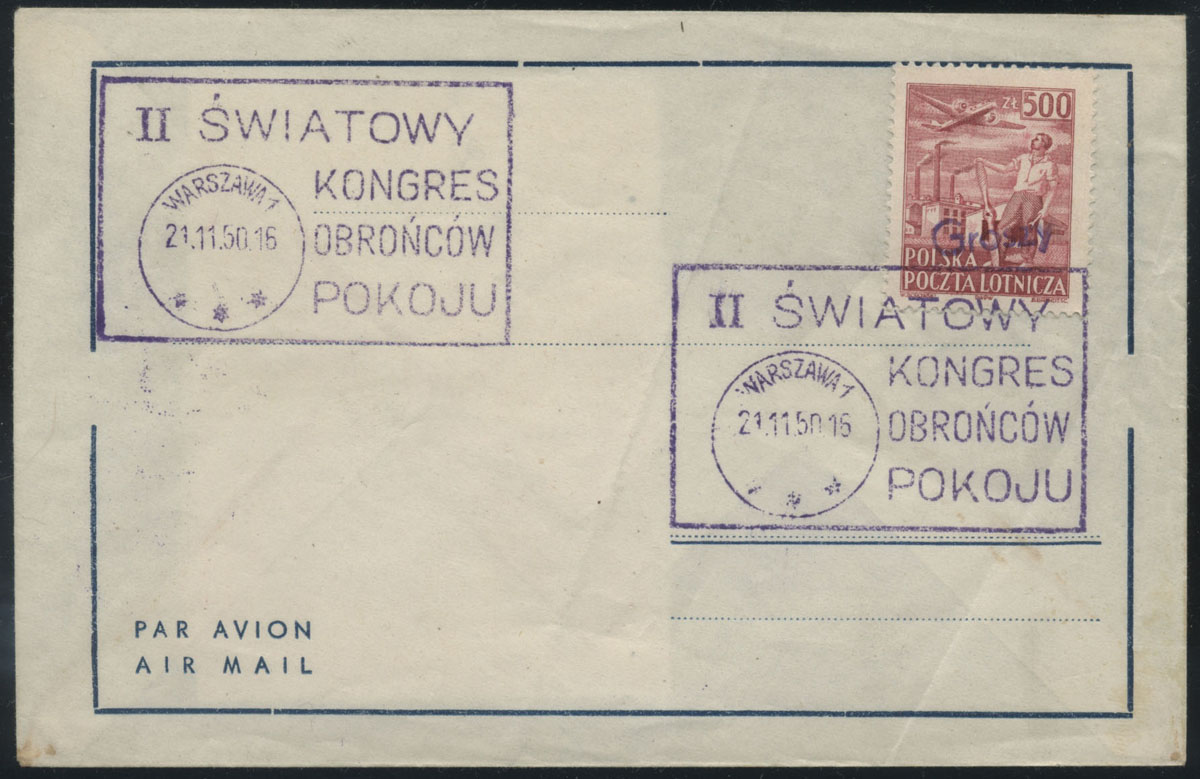 II ŚWIATOWY
KONGRES
OBROŃCÓW
POKOJU
WARSZAWA 1
21.11.50.16
ZŁ 500
Groszy
POLSKA
POCZTA LOTNICZA
II ŚWIATOWY
KONGRES
OBROŃCÓW
POKOJU
WARSZAWA 1
21.11.50.16
PAR AVION
AIR MAIL